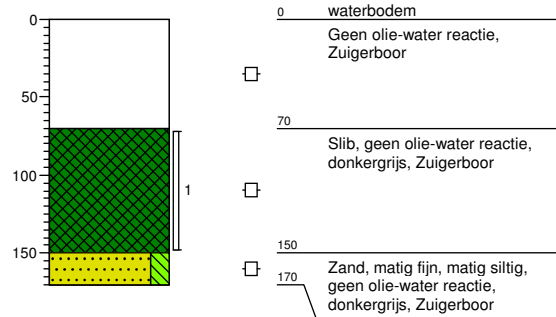 0
50
100
150
1
0 waterbodem
Geen olie-water reactie,
Zuigerboor
70
Slib, geen olie-water reactie,
donkergrijs, Zuigerboor
150
Zand, matig fijn, matig siltig,
170
geen olie-water reactie,
donkergrijs, Zuigerboor